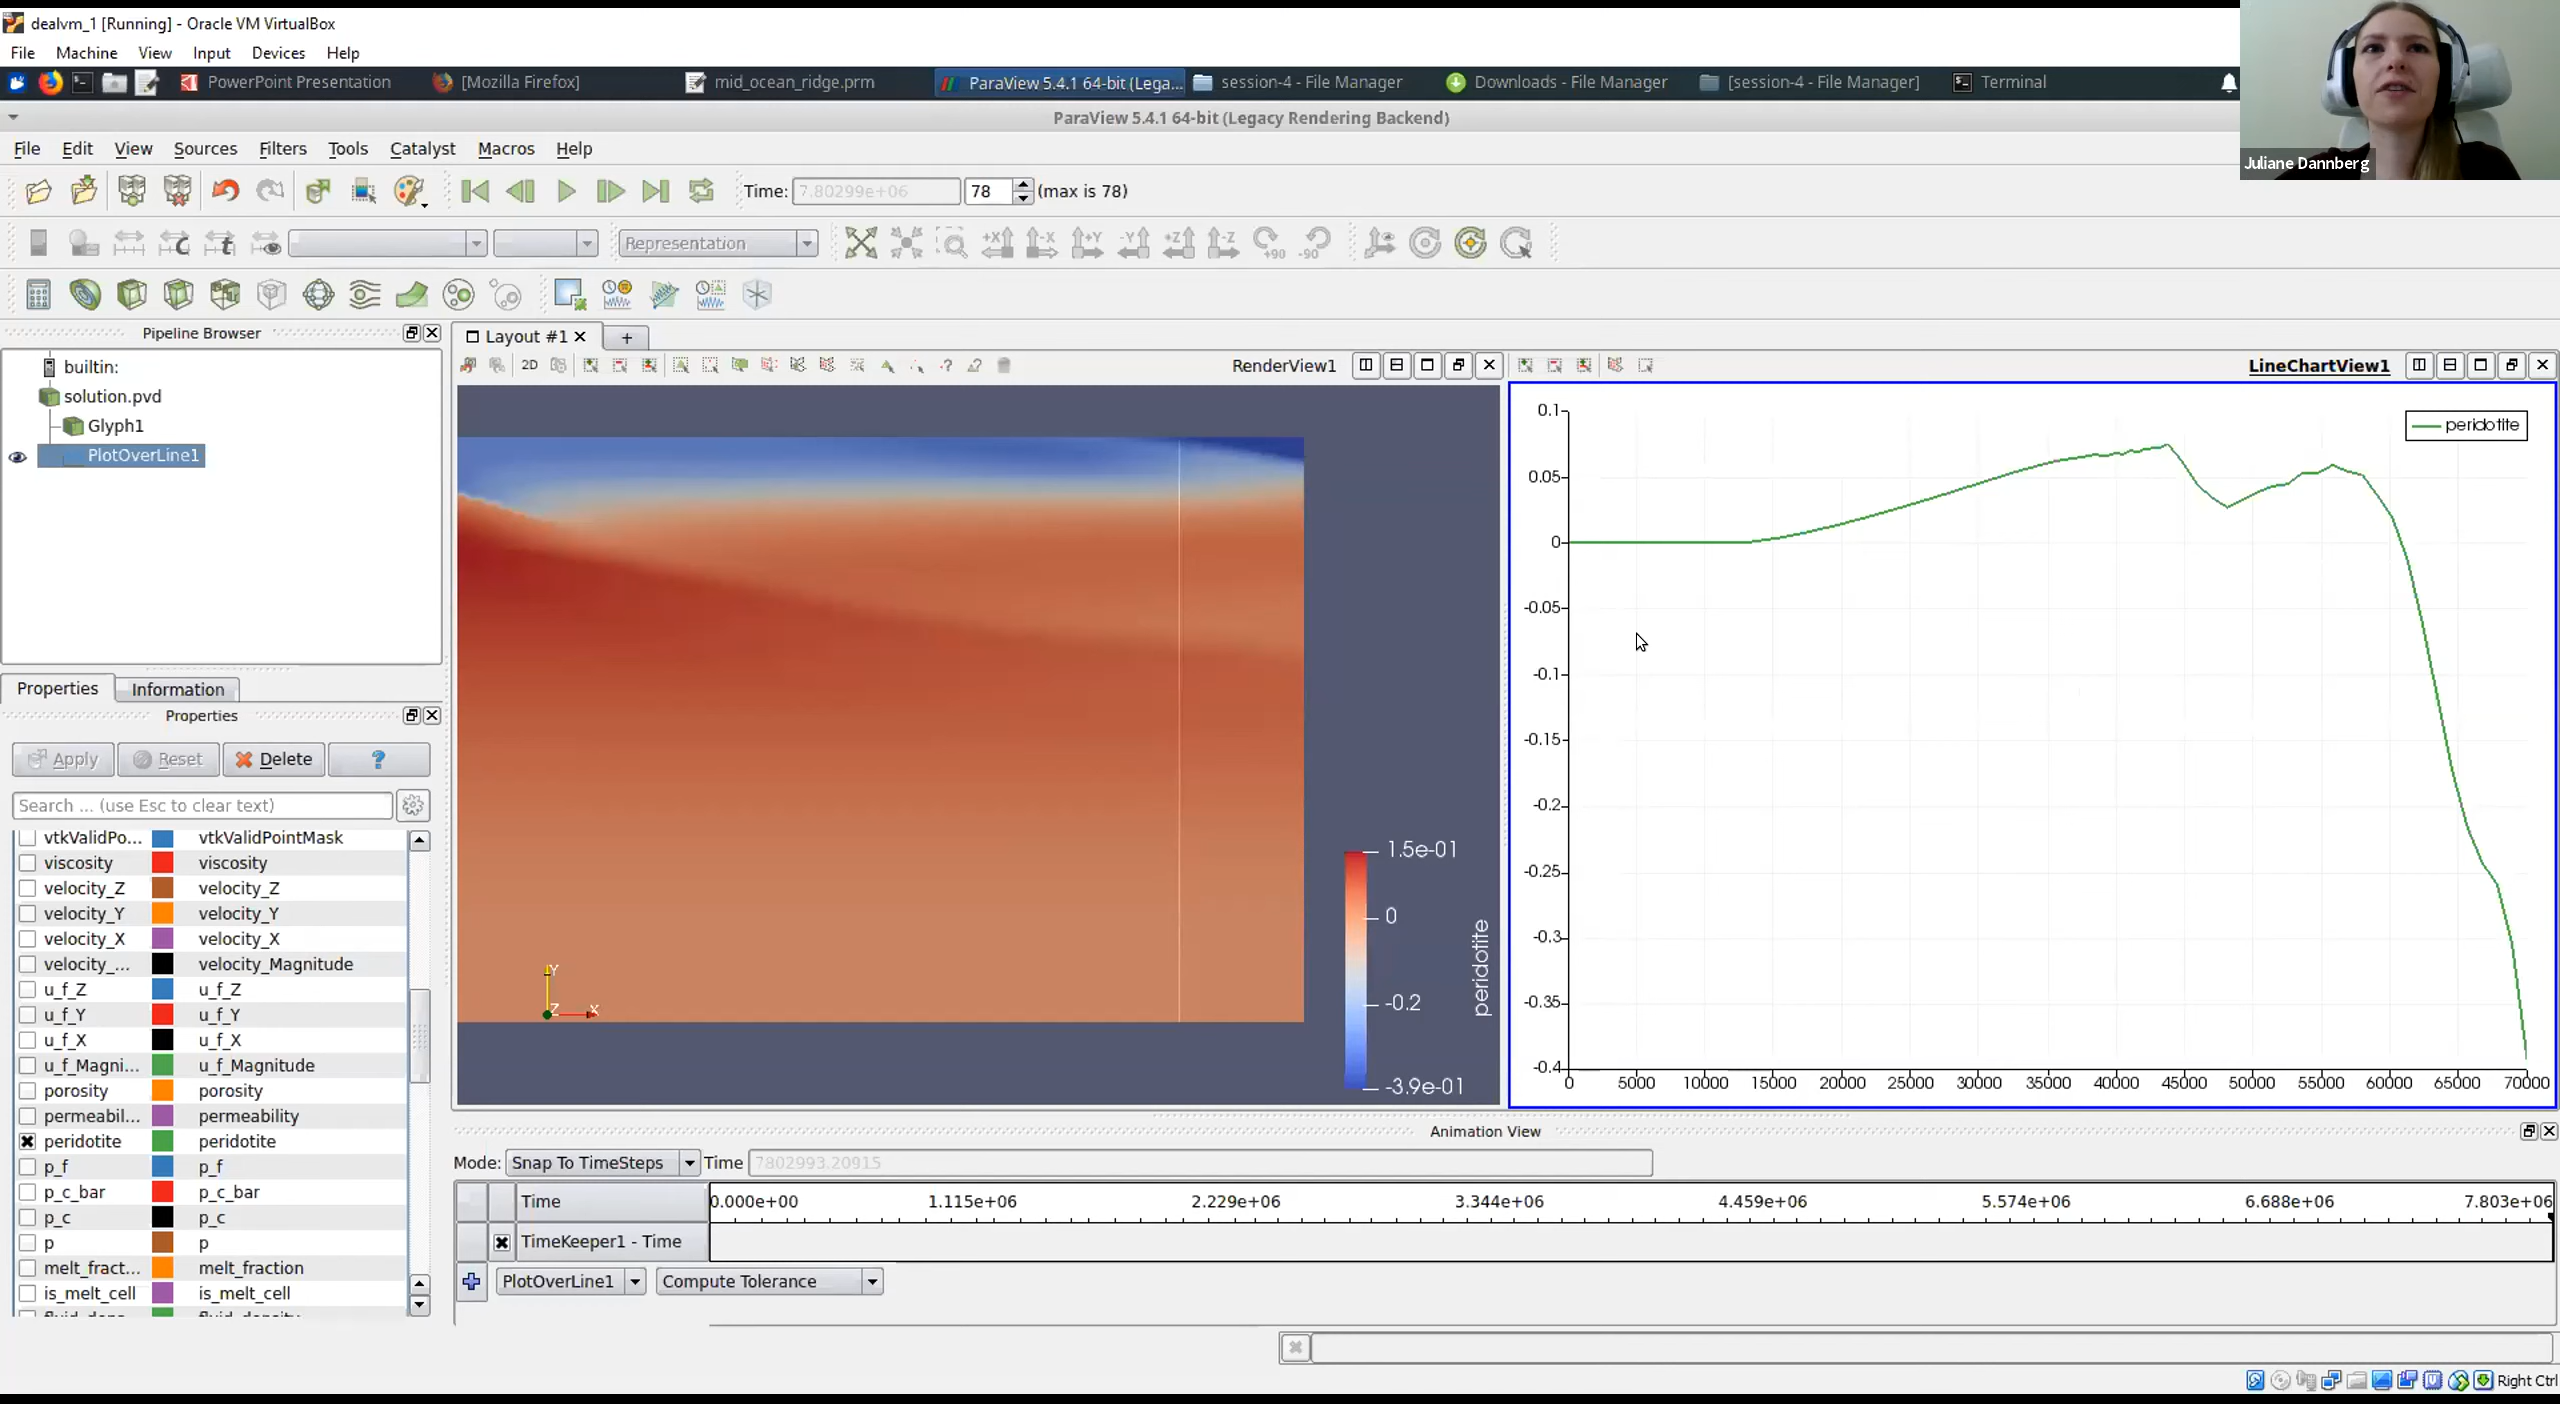 dealvm_1 [Running] - Oracle VM VirtualBox
File Machine View Input Devices Help
Juliane Dannberg
PowerPoint Presentation [Mozilla Firefox] mid_ocean_ridge.prm ParaView 5.4.1 64-bit (Lega... session-4 - File Manager Downloads - File Manager [session-4 - File Manager] Terminal
ParaView 5.4.1 64-bit (Legacy Rendering Backend)
File Edit View Sources Filters Tools Catalyst Macros Help
Time: 7.80299e+06 78 (max is 78)
Representation +X -X +Y -Y +Z -Z +90 -90
Pipeline Browser
builtin:
solution.pvd
Glyph1
PlotOverLine1
Properties Information
Properties
Apply Reset Delete ?
Search ... (use Esc to clear text)
vtkValidPo... vtkValidPointMask
viscosity viscosity
velocity_Z velocity_Z
velocity_Y velocity_Y
velocity_X velocity_X
velocity_... velocity_Magnitude
u_f_Z u_f_Z
u_f_Y u_f_Y
u_f_X u_f_X
u_f_Magni... u_f_Magnitude
porosity porosity
permeabil... permeability
peridotite peridotite
p_f p_f
p_c_bar p_c_bar
p_c p_c
p p
melt_fract... melt_fraction
is_melt_cell is_melt_cell
Layout #1 +
2D RenderView1
Y
Z X
1.5e-01
0
-0.2
-3.9e-01
peridotite
LineChartView1
peridotite
0.1
0.05
0
-0.05
-0.1
-0.15
-0.2
-0.25
-0.3
-0.35
-0.4
0 5000 10000 15000 20000 25000 30000 35000 40000 45000 50000 55000 60000 65000 70000
Animation View
Mode: Snap To TimeSteps Time 7802993.20915
Time 0.000e+00 1.115e+06 2.229e+06 3.344e+06 4.459e+06 5.574e+06 6.688e+06 7.803e+06
TimeKeeper1 - Time
PlotOverLine1 Compute Tolerance
Right Ctrl